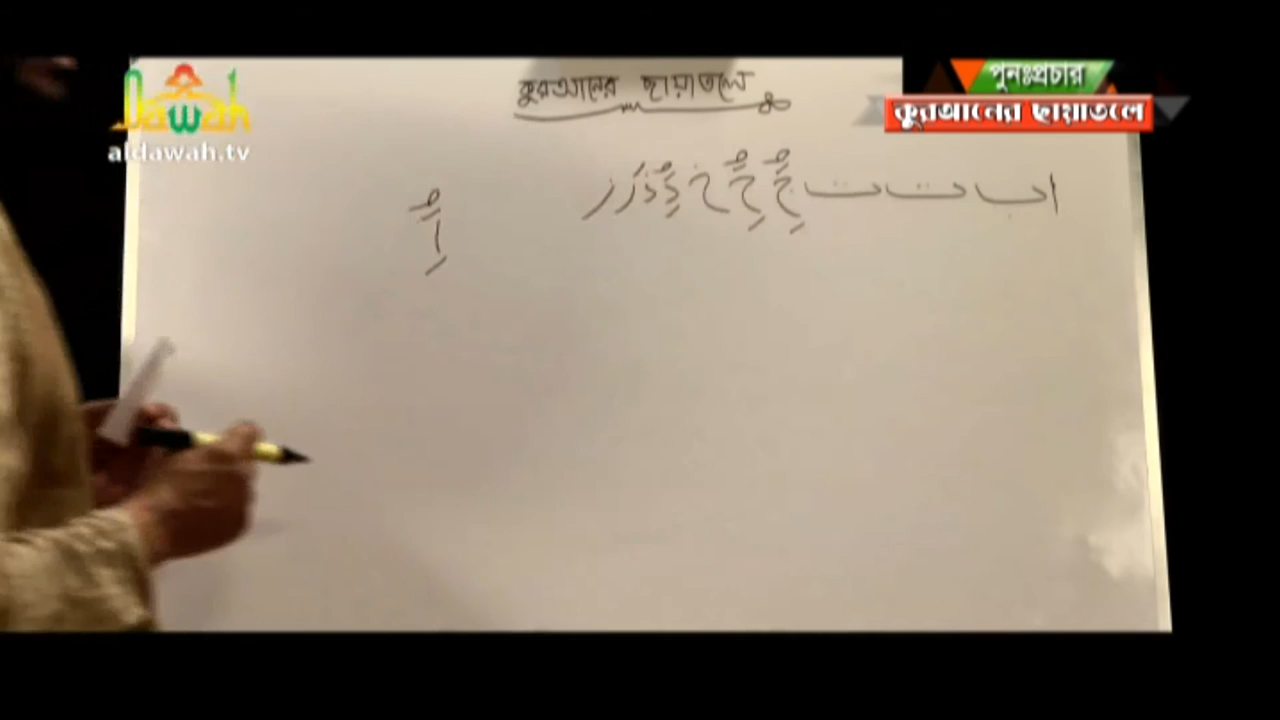 Dawah
aldawah.tv
পুনঃপ্রচার
কুরআনের ছায়াতলে
কুরআনের ছায়াতলে
ا ب ت ث ج ح خ د ذ ر ز